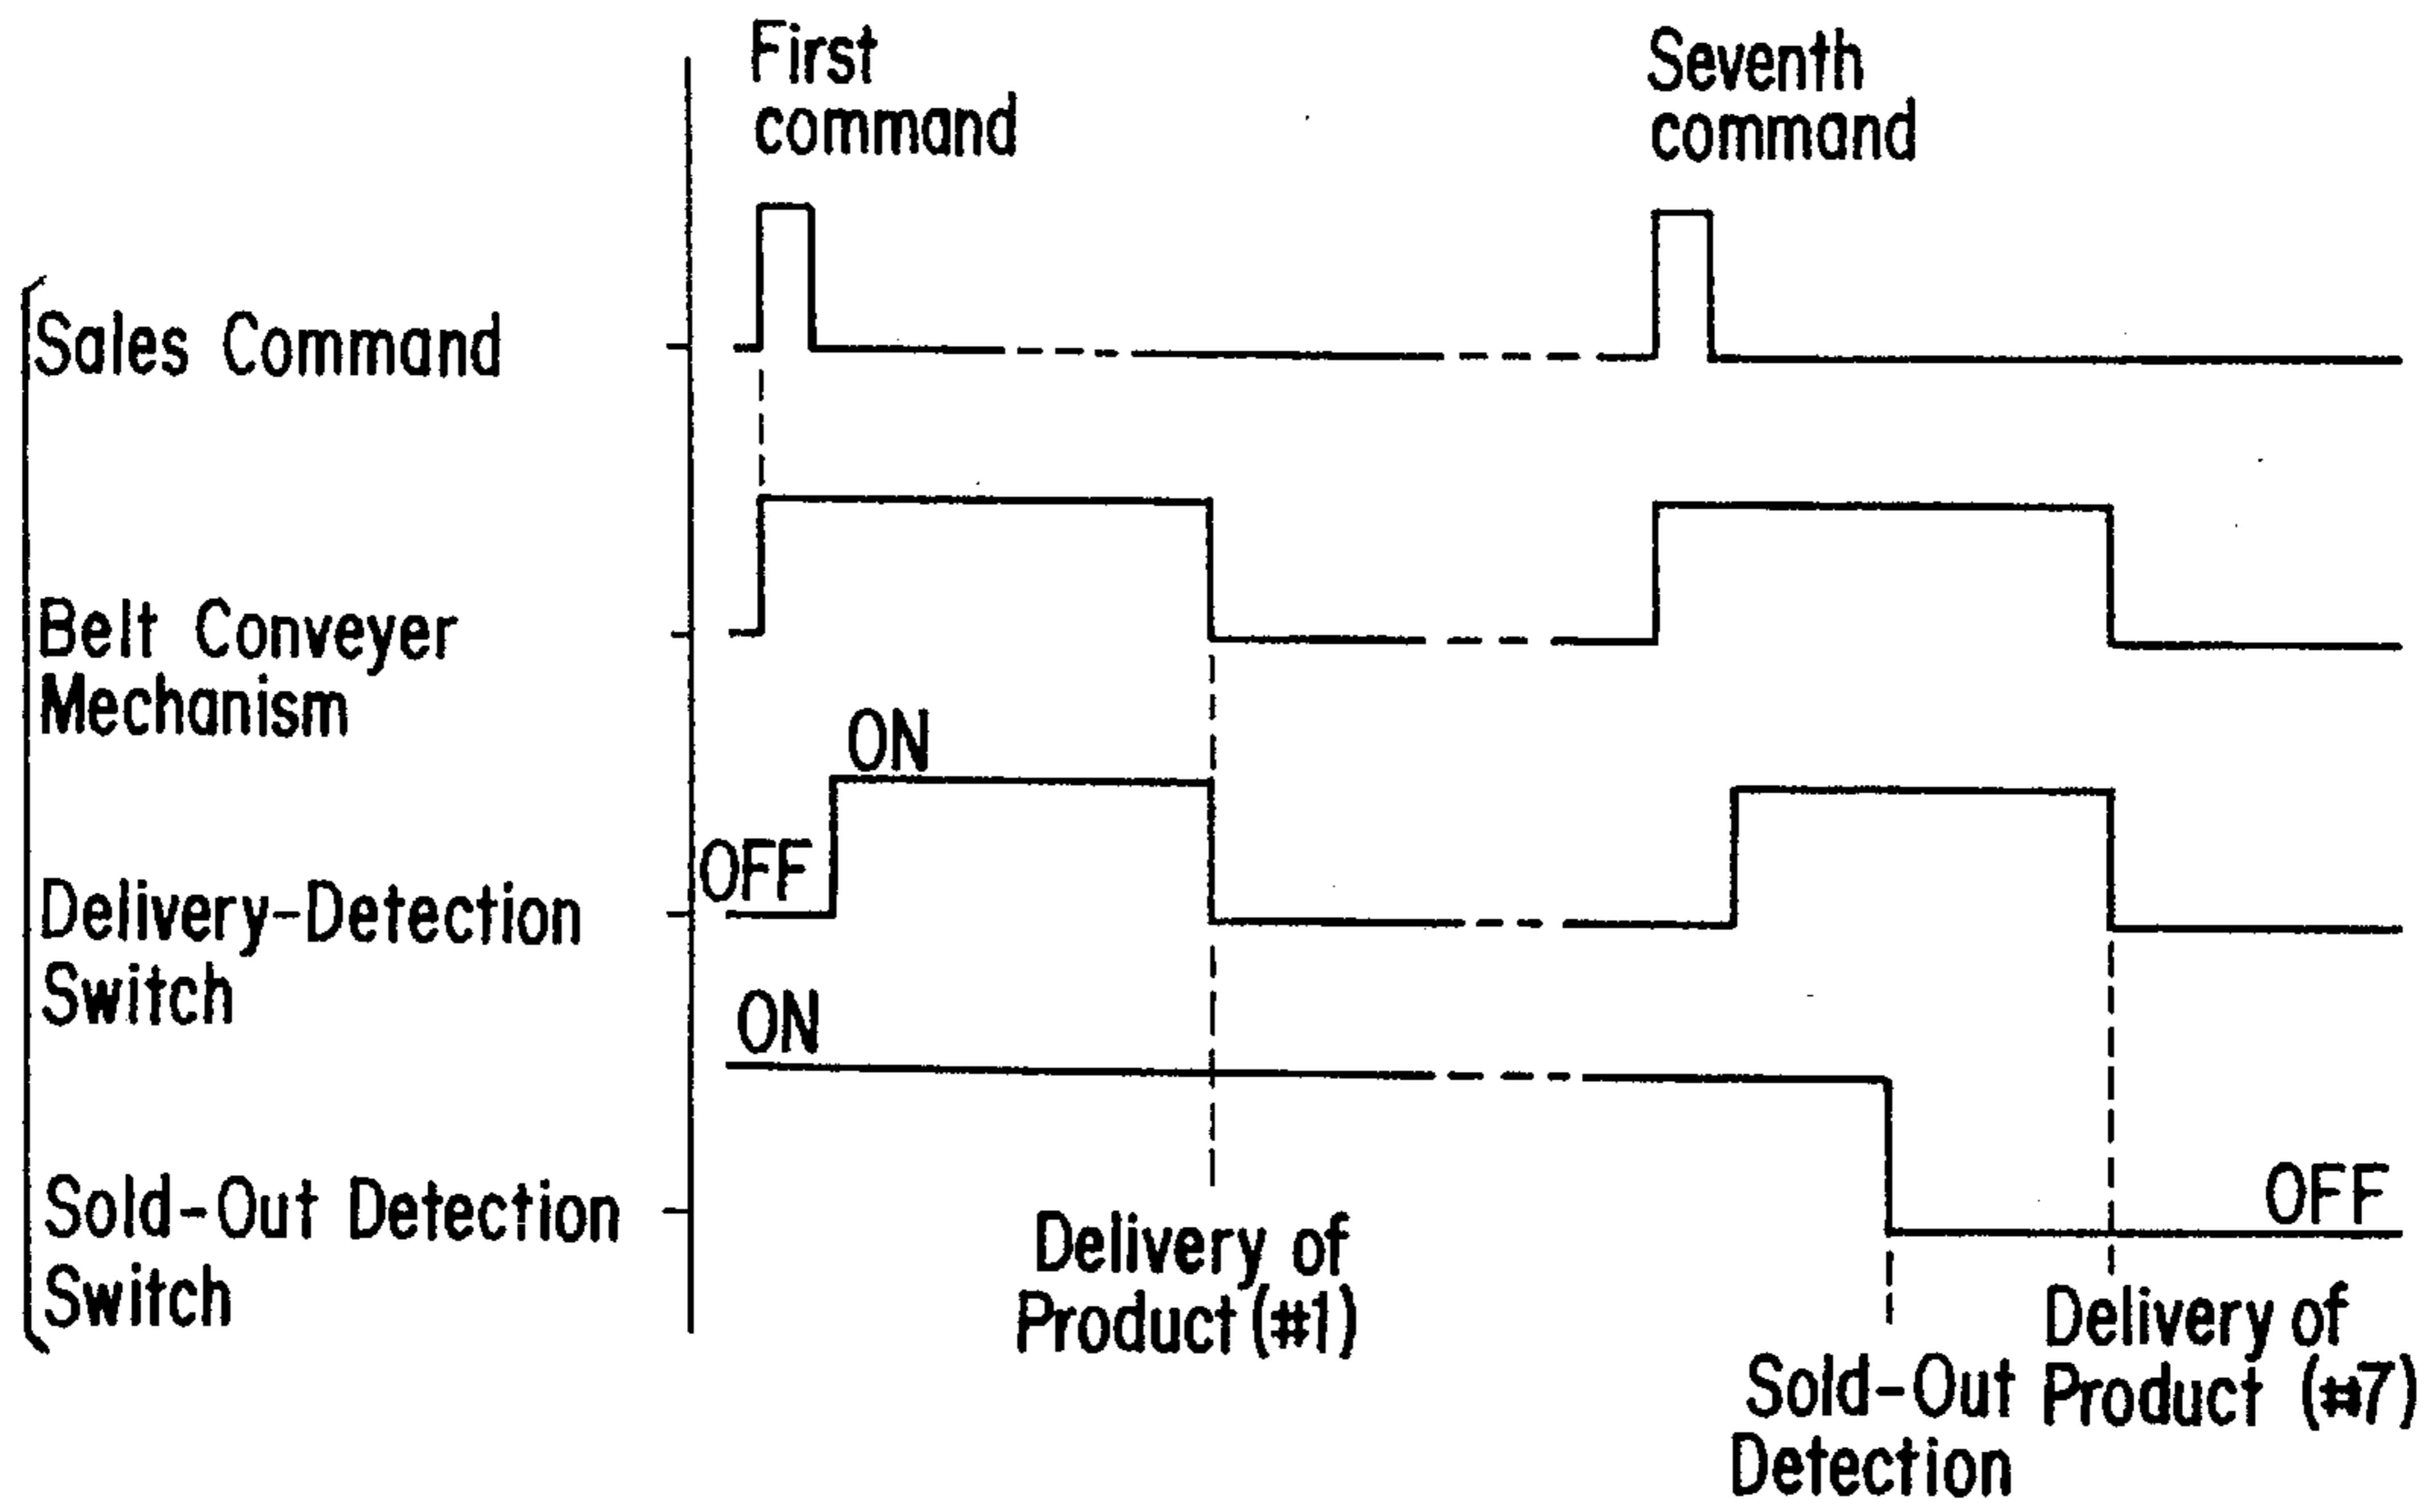 First
command
Seventh
command
Sales Command
Belt Conveyer
Mechanism
ON
OFF
Delivery-Detection
Switch
ON
Sold-Out Detection
Switch
OFF
Delivery of
Product (#1)
Delivery of
Product (#7)
Sold-Out
Detection